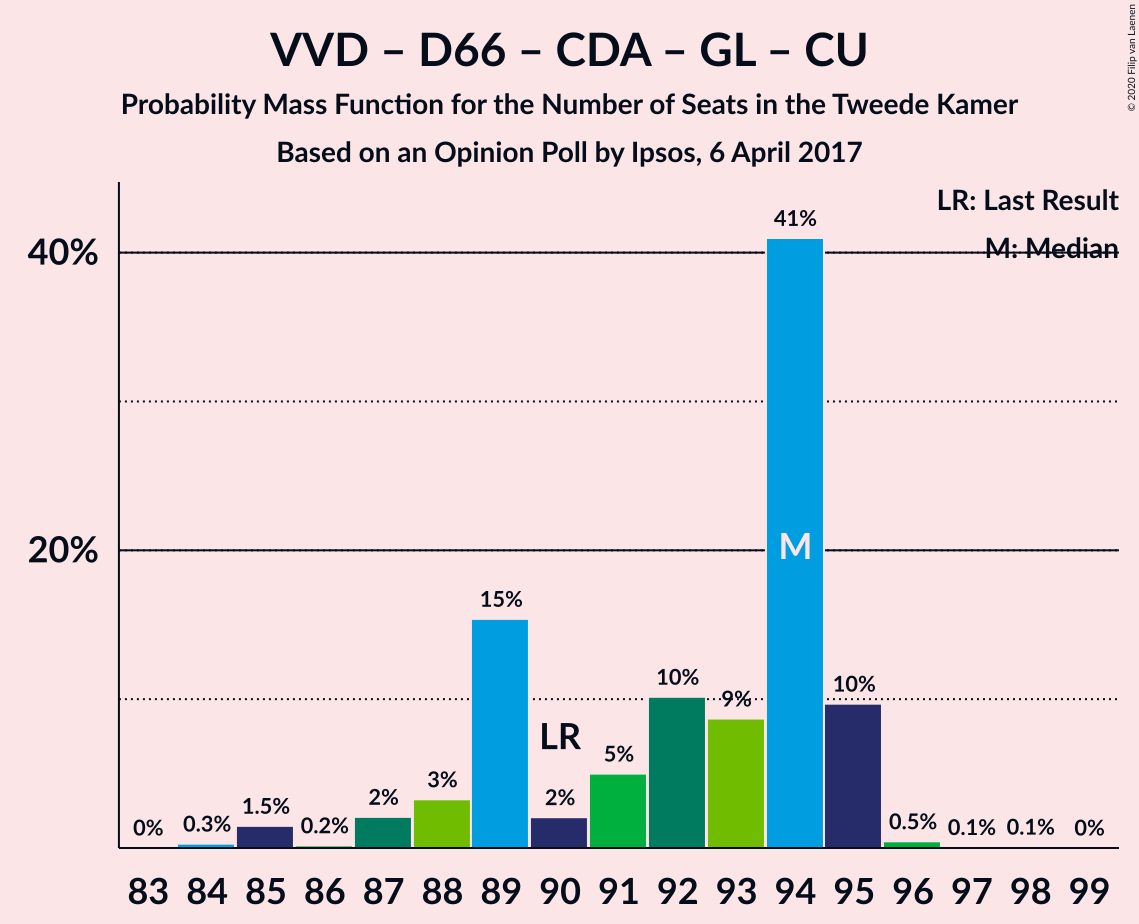 VVD – D66 – CDA – GL – CU
Probability Mass Function for the Number of Seats in the Tweede Kamer
Based on an Opinion Poll by Ipsos, 6 April 2017
© 2020 Filip van Laenen
LR: Last Result
M: Median
40%
20%
0%
0.3%
1.5%
0.2%
2%
3%
15%
2%
LR
5%
10%
9%
41%
M
10%
0.5%
0.1%
0.1%
0%
83 84 85 86 87 88 89 90 91 92 93 94 95 96 97 98 99